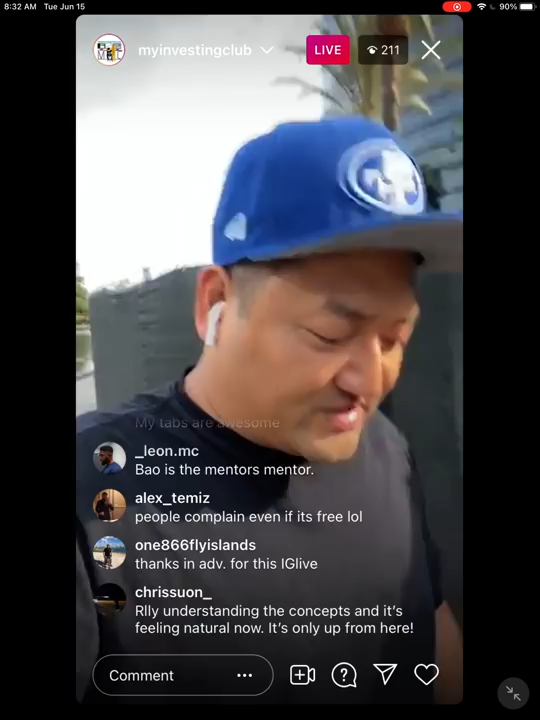 8:32 AM Tue Jun 15
90%
myinvestingclub
LIVE
211
My tabs are awesome
_leon.mc
Bao is the mentors mentor.
alex_temiz
people complain even if its free lol
one866flyislands
thanks in adv. for this IGlive
chrissuon_
Rlly understanding the concepts and it’s
feeling natural now. It’s only up from here!
Comment